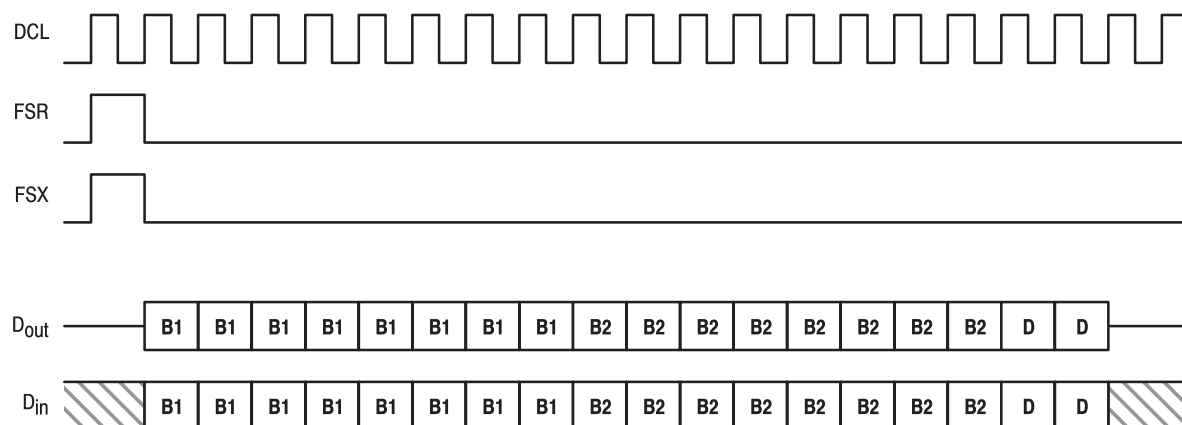 DCL
FSR
FSX
Dout B1 B1 B1 B1 B1 B1 B1 B1 B2 B2 B2 B2 B2 B2 B2 B2 D D
Din B1 B1 B1 B1 B1 B1 B1 B1 B2 B2 B2 B2 B2 B2 B2 B2 D D